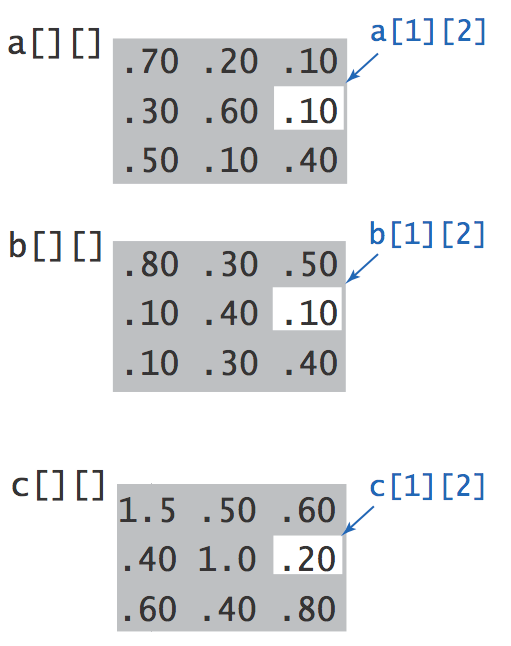 a[][]
a[1][2]
.70 .20 .10
.30 .60 .10
.50 .10 .40
b[][]
b[1][2]
.80 .30 .50
.10 .40 .10
.10 .30 .40
c[][]
c[1][2]
1.5 .50 .60
.40 1.0 .20
.60 .40 .80